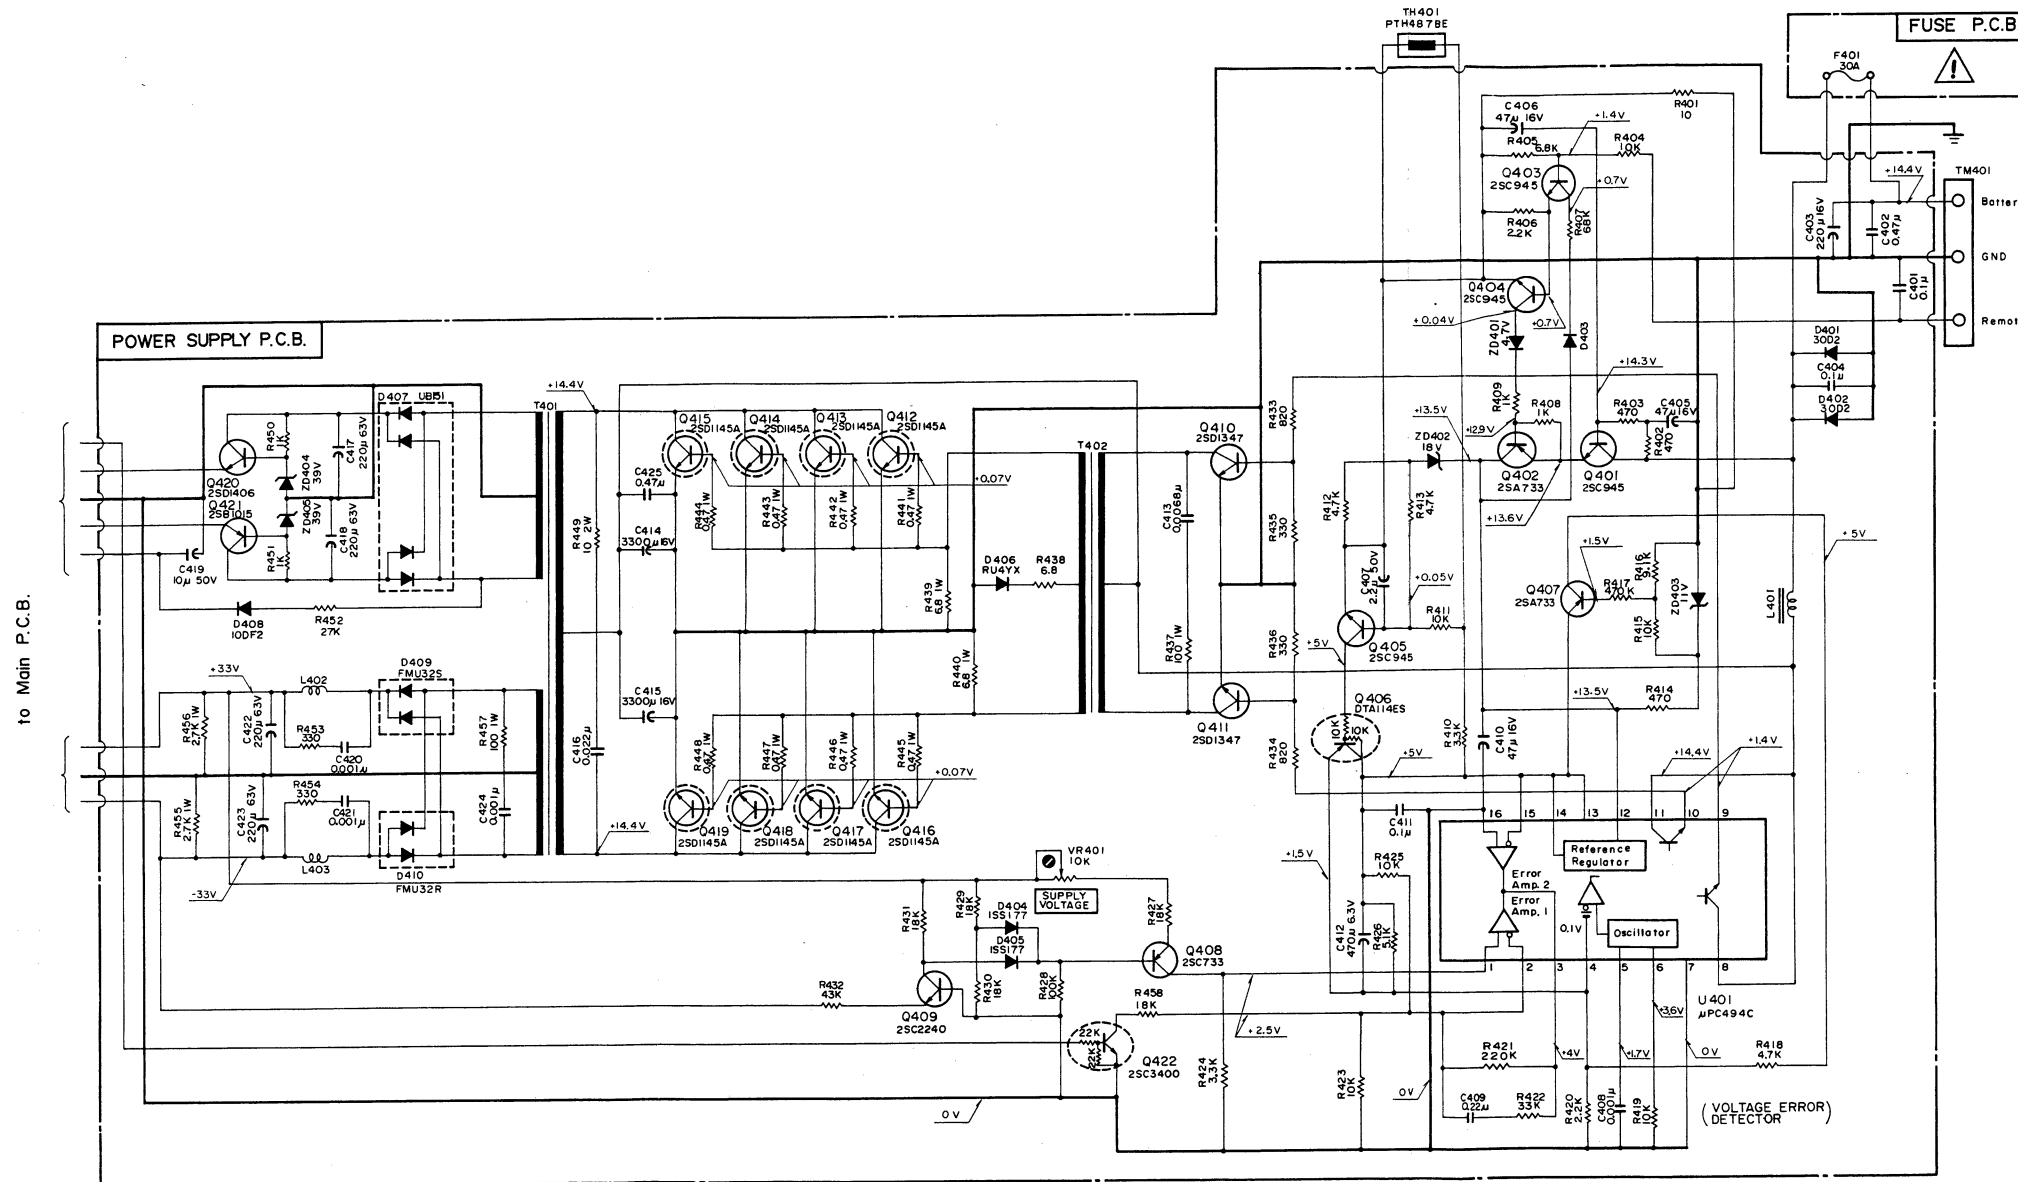 TH401
PTH487BE
FUSE P.C.B
F401
30A
R401
10
C406
47µ 16V
+1.4V
R405
6.8K
R404
10K
Q403
2SC945
+0.7V
R406
2.2K
R407
68K
+14.4V
TM401
C403
220µ16V
C402
0.47µ
Batter
GND
C401
0.1µ
Remot
Q404
2SC945
+0.04V
+0.7V
ZD401
4.7V
D403
D401
30D2
C404
0.1µ
D402
30D2
POWER SUPPLY P.C.B.
+14.3V
D407
UB151
T401
+14.4V
Q415
2SD1145A
Q414
2SD1145A
Q413
2SD1145A
Q412
2SD1145A
Q410
2SD1347
R433
820
+13.5V
R409
1K
R408
1K
+12.9V
R403
470
C405
47µ16V
R402
470
R450
1K
C417
220µ 63V
ZD404
39V
Q420
2SD1406
Q421
2SB1015
ZD405
39V
C418
220µ 63V
R451
1K
C419
10µ 50V
D408
10DF2
R452
27K
T402
C425
0.47µ
+0.07V
ZD402
18V
Q402
2SA733
Q401
2SC945
R444
0.47 1W
R443
0.47 1W
R442
0.47 1W
R441
0.47 1W
R449
10 2W
C414
3300µ16V
C413
0.0068µ
R435
330
R412
4.7K
R413
4.7K
+13.6V
+1.5V
+5V
D406
RU4YX
R438
6.8
R439
6.8 1W
C407
2.2µ 50V
+0.05V
R411
10K
Q407
2SA733
R417
470K
R416
9.1K
ZD403
11V
R415
10K
L401
to Main P.C.B.
+33V
L402
D409
FMU32S
R440
6.8 1W
R437
100 1W
R436
330
+5V
Q405
2SC945
+13.5V
R414
470
R456
2.7K 1W
C422
220µ 63V
R453
330
C420
0.001µ
R457
100 1W
C415
3300µ 16V
C416
0.022µ
Q411
2SD1347
Q406
DTA114ES
10K
10K
R434
820
R410
3.3K
C410
47µ 16V
+5V
+14.4V
+1.4V
R448
0.47 1W
R447
0.47 1W
R446
0.47 1W
R445
0.47 1W
+0.07V
R455
2.7K 1W
C423
220µ 63V
R454
330
C421
0.001µ
C424
0.001µ
+14.4V
Q419
2SD1145A
Q418
2SD1145A
Q417
2SD1145A
Q416
2SD1145A
C411
0.1µ
16 15 14 13 12 11 10 9
L403
D410
FMU32R
-33V
VR401
10K
SUPPLY
VOLTAGE
+1.5V
R425
10K
Reference
Regulator
Error
Amp. 2
Error
Amp. 1
0.1V
Oscillator
R431
18K
R429
18K
D404
1SS177
D405
1SS177
R427
18K
C412
470µ 6.3V
R426
5.1K
Q408
2SC733
1 2 3 4 5 6 7 8
R432
43K
Q409
2SC2240
R430
18K
R428
100K
R458
18K
+2.5V
+3.6V
U401
µPC494C
22K
22K
Q422
2SC3400
R424
3.3K
R423
10K
R421
220K
+4V
+1.7V
0V
R418
4.7K
0V
0V
C409
0.22µ
R422
33K
R420
2.2K
C408
0.001µ
R419
10K
(VOLTAGE ERROR)
DETECTOR